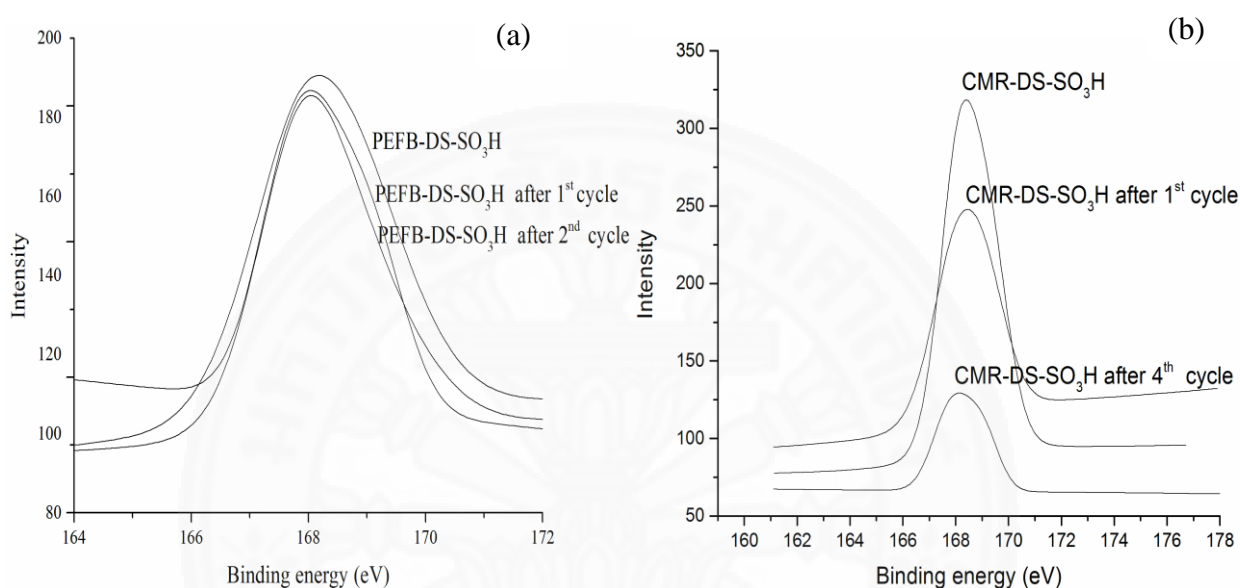 (a)
200
180
160
140
120
100
80
164
166
168
170
172
Intensity
Binding energy (eV)
PEFB-DS-SO₃H
PEFB-DS-SO₃H after 1ˢᵗ cycle
PEFB-DS-SO₃H after 2ⁿᵈ cycle
(b)
350
300
250
200
150
100
50
160
162
164
166
168
170
172
174
176
178
Intensity
Binding energy (eV)
CMR-DS-SO₃H
CMR-DS-SO₃H after 1ˢᵗ cycle
CMR-DS-SO₃H after 4ᵗʰ cycle